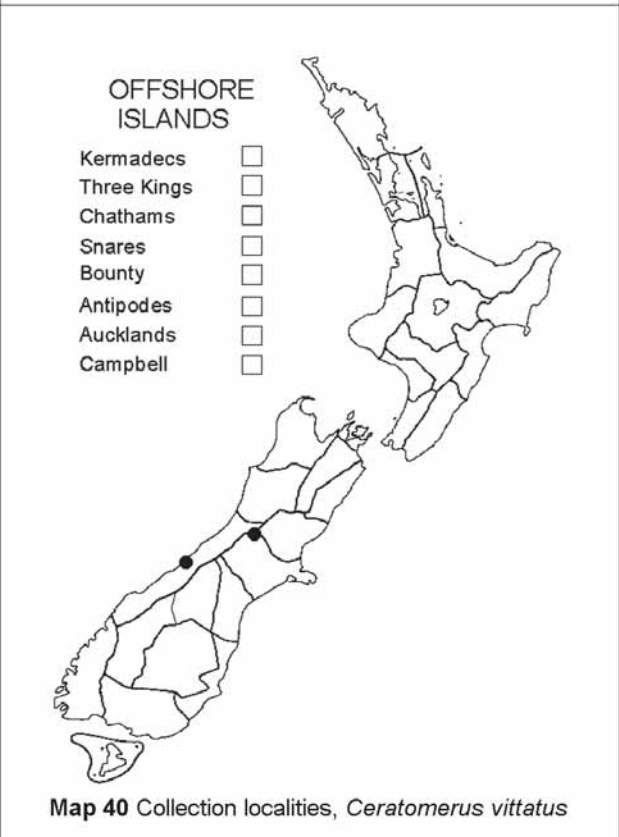 OFFSHORE
ISLANDS
Kermadecs
Three Kings
Chathams
Snares
Bounty
Antipodes
Aucklands
Campbell
Map 40 Collection localities, Ceratomerus vittatus